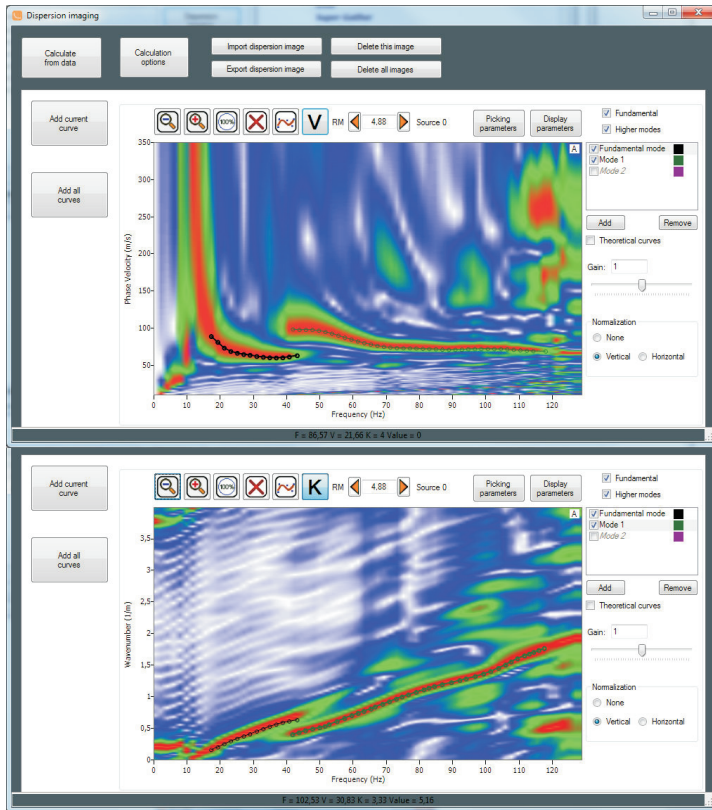 Dispersion imaging
Calculate from data
Calculation options
Import dispersion image
Delete this image
Export dispersion image
Delete all images
Add current curve
Add all curves
100%
V
RM
4,88
Source 0
Picking parameters
Display parameters
Fundamental
Higher modes
Fundamental mode
Mode 1
Mode 2
Add
Remove
Theoretical curves
Gain: 1
Normalization
None
Vertical
Horizontal
A
Phase Velocity (m/s)
350
300
250
200
150
100
50
0 10 20 30 40 50 60 70 80 90 100 110 120
Frequency (Hz)
F = 86,57 V = 21,66 K = 4 Value = 0
Add current curve
Add all curves
100%
K
RM
4,88
Source 0
Picking parameters
Display parameters
Fundamental
Higher modes
Fundamental mode
Mode 1
Mode 2
Add
Remove
Theoretical curves
Gain: 1
Normalization
None
Vertical
Horizontal
A
Wavenumber (1/m)
3,5
3
2,5
2
1,5
1
0,5
0
0 10 20 30 40 50 60 70 80 90 100 110 120
Frequency (Hz)
F = 102,53 V = 30,83 K = 3,33 Value = 5,16